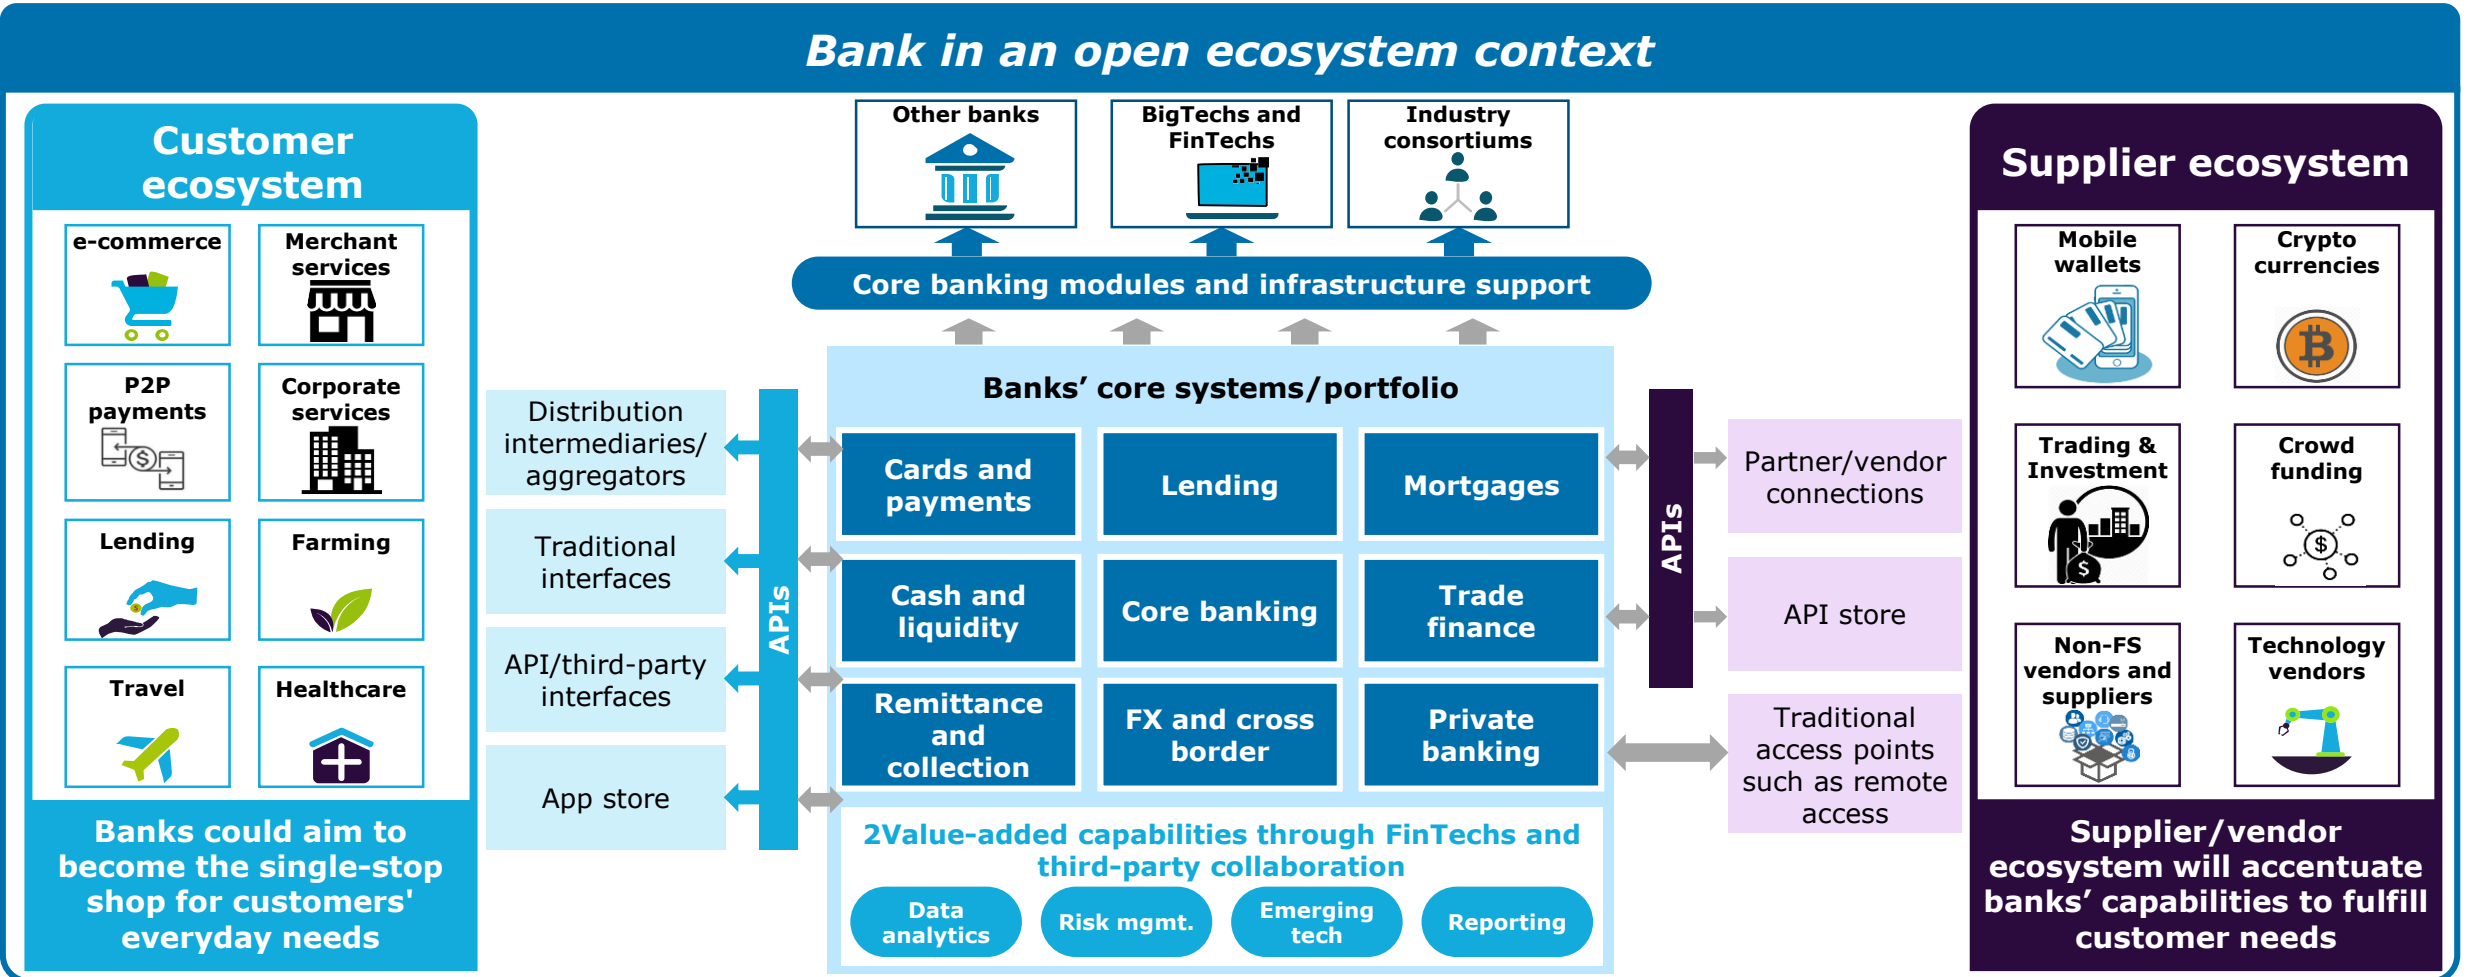 Bank in an open ecosystem context
Customer
ecosystem
e-commerce
Merchant
services
P2P
payments
Corporate
services
Lending
Farming
Travel
Healthcare
Banks could aim to
become the single-stop
shop for customers'
everyday needs
Distribution
intermediaries/
aggregators
Traditional
interfaces
API/third-party
interfaces
App store
APIs
Other banks
BigTechs and
FinTechs
Industry
consortiums
Core banking modules and infrastructure support
Banks’ core systems/portfolio
Cards and
payments
Lending
Mortgages
Cash and
liquidity
Core banking
Trade
finance
Remittance
and
collection
FX and cross
border
Private
banking
2Value-added capabilities through FinTechs and
third-party collaboration
Data
analytics
Risk mgmt.
Emerging
tech
Reporting
APIs
Partner/vendor
connections
API store
Traditional
access points
such as remote
access
Supplier ecosystem
Mobile
wallets
Crypto
currencies
Trading &
Investment
Crowd
funding
Non-FS
vendors and
suppliers
Technology
vendors
Supplier/vendor
ecosystem will accentuate
banks’ capabilities to fulfill
customer needs